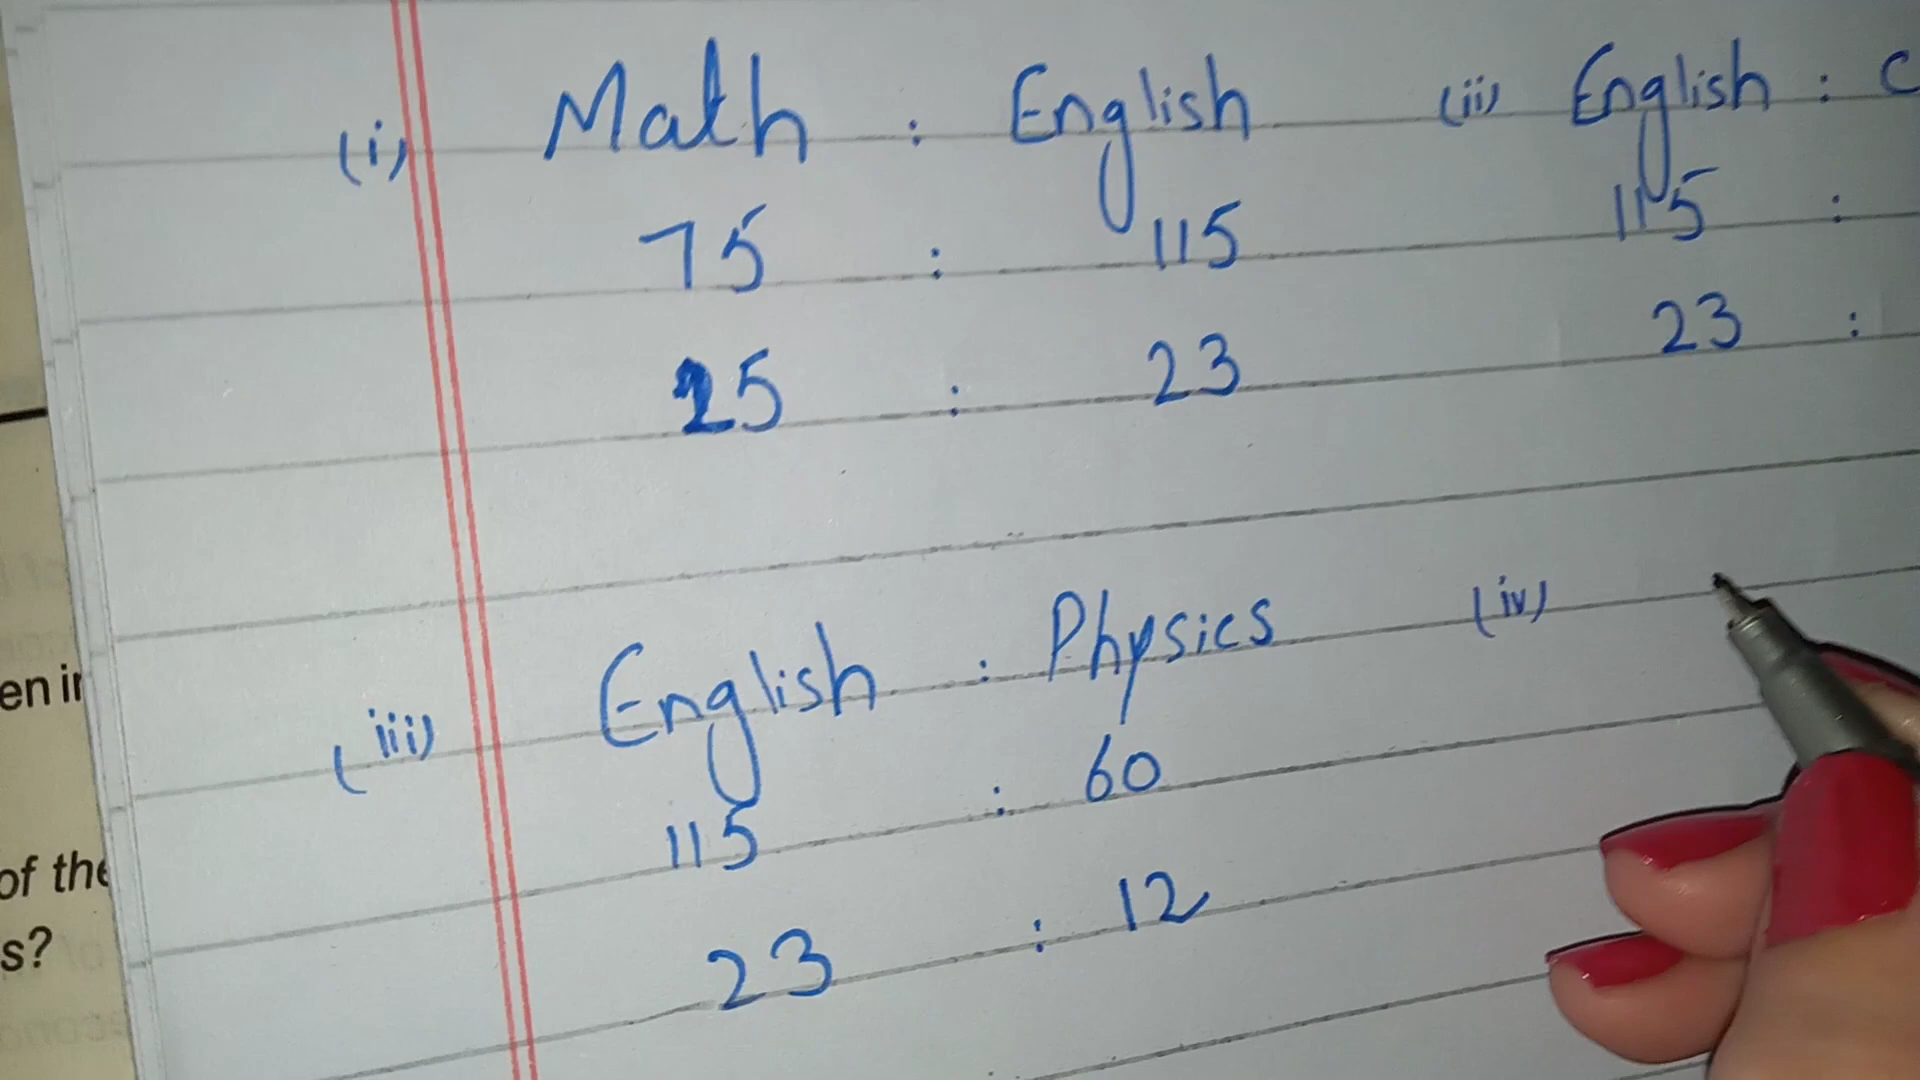 (i) Math : English (ii) English : C
75 : 115 115 :
25 : 23 23 :
(iii) English : Physics (iv)
115 : 60
23 : 12
en in
of the
s?